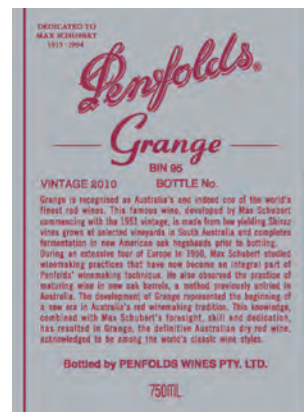 DEDICATED TO
MAX SCHUBERT
1915 - 1994
Penfolds®
Grange
BIN 95
VINTAGE 2010 BOTTLE No.
Grange is recognised as Australia's and indeed one of the world's
finest red wines. This famous wine, developed by Max Schubert
commencing with the 1951 vintage, is made from low yielding Shiraz
vines grown at selected vineyards in South Australia and completes
fermentation in new American oak hogsheads prior to bottling.
During an extensive tour of Europe in 1950, Max Schubert studied
winemaking practices that have now become an integral part of
Penfolds' winemaking technique. He also observed the practice of
maturing wine in new oak barrels, a method previously untried in
Australia. The development of Grange represented the beginning of
a new era in Australia's red winemaking tradition. This knowledge,
combined with Max Schubert's foresight, skill and dedication,
has resulted in Grange, the definitive Australian dry red wine,
acknowledged to be among the world's classic wine styles.
Bottled by PENFOLDS WINES PTY. LTD.
750ML